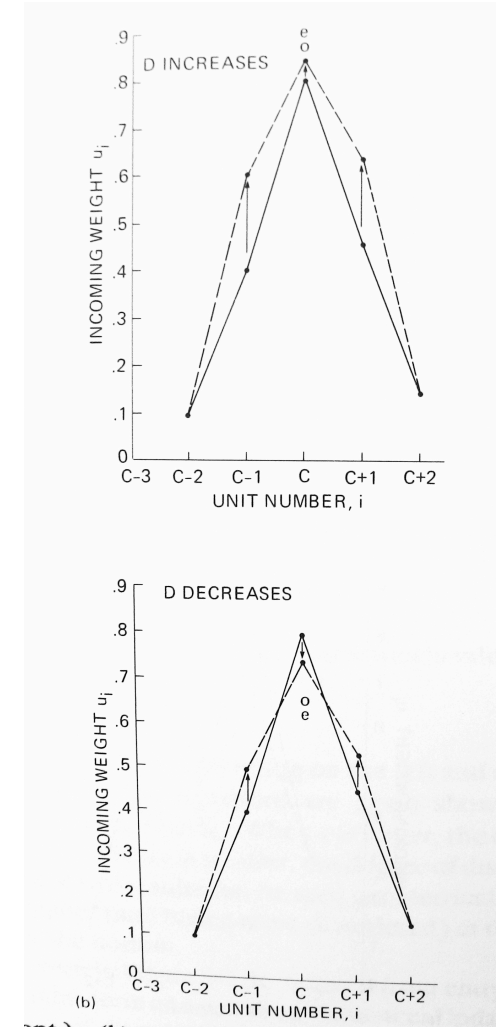 .9
e
o
D INCREASES
.8
.7
.6
.5
.4
.3
.2
.1
0
INCOMING WEIGHT ui
C-3 C-2 C-1 C C+1 C+2
UNIT NUMBER, i
.9
D DECREASES
.8
.7
o
e
.6
.5
.4
.3
.2
.1
0
INCOMING WEIGHT ui
C-3 C-2 C-1 C C+1 C+2
(b) UNIT NUMBER, i